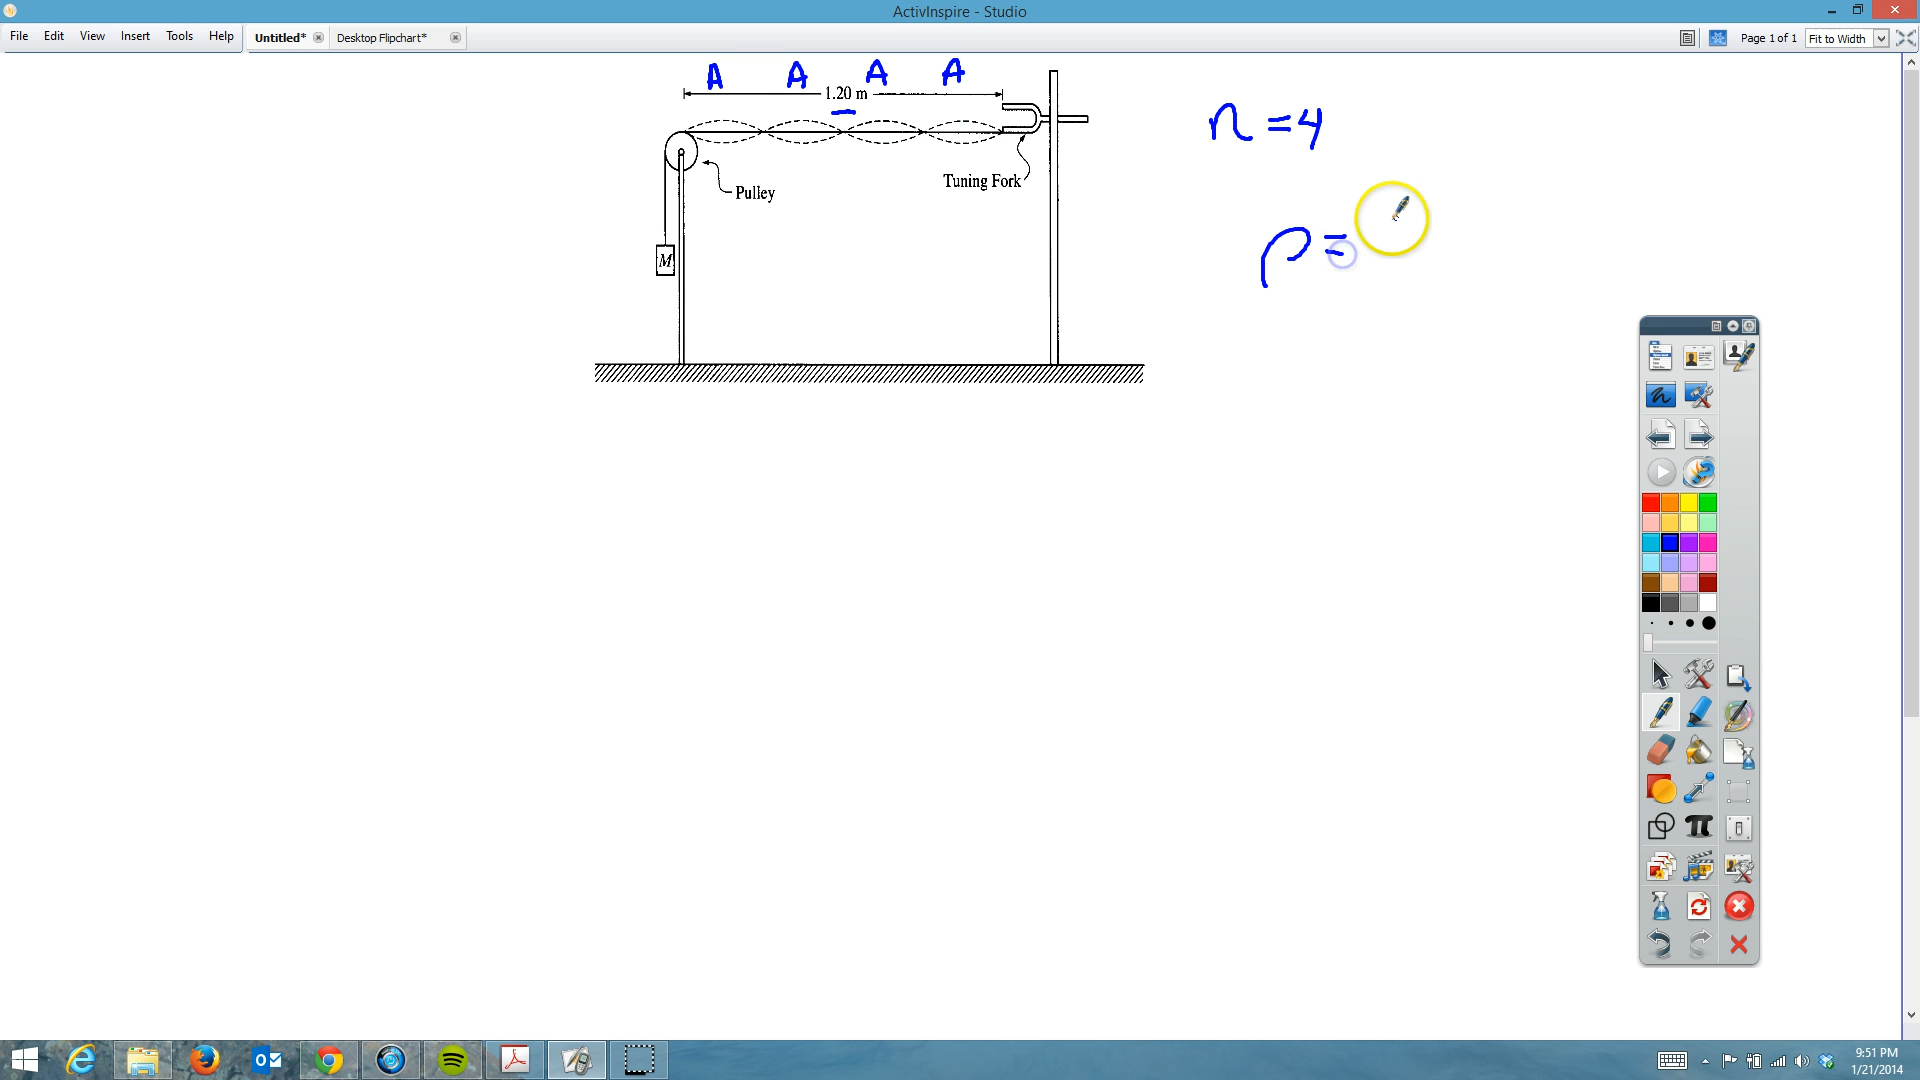 ActivInspire - Studio
File Edit View Insert Tools Help
Untitled* Desktop Flipchart*
Page 1 of 1 Fit to Width
A A A A
1.20 m
n = 4
Tuning Fork
Pulley
ρ =
M
9:51 PM
1/21/2014